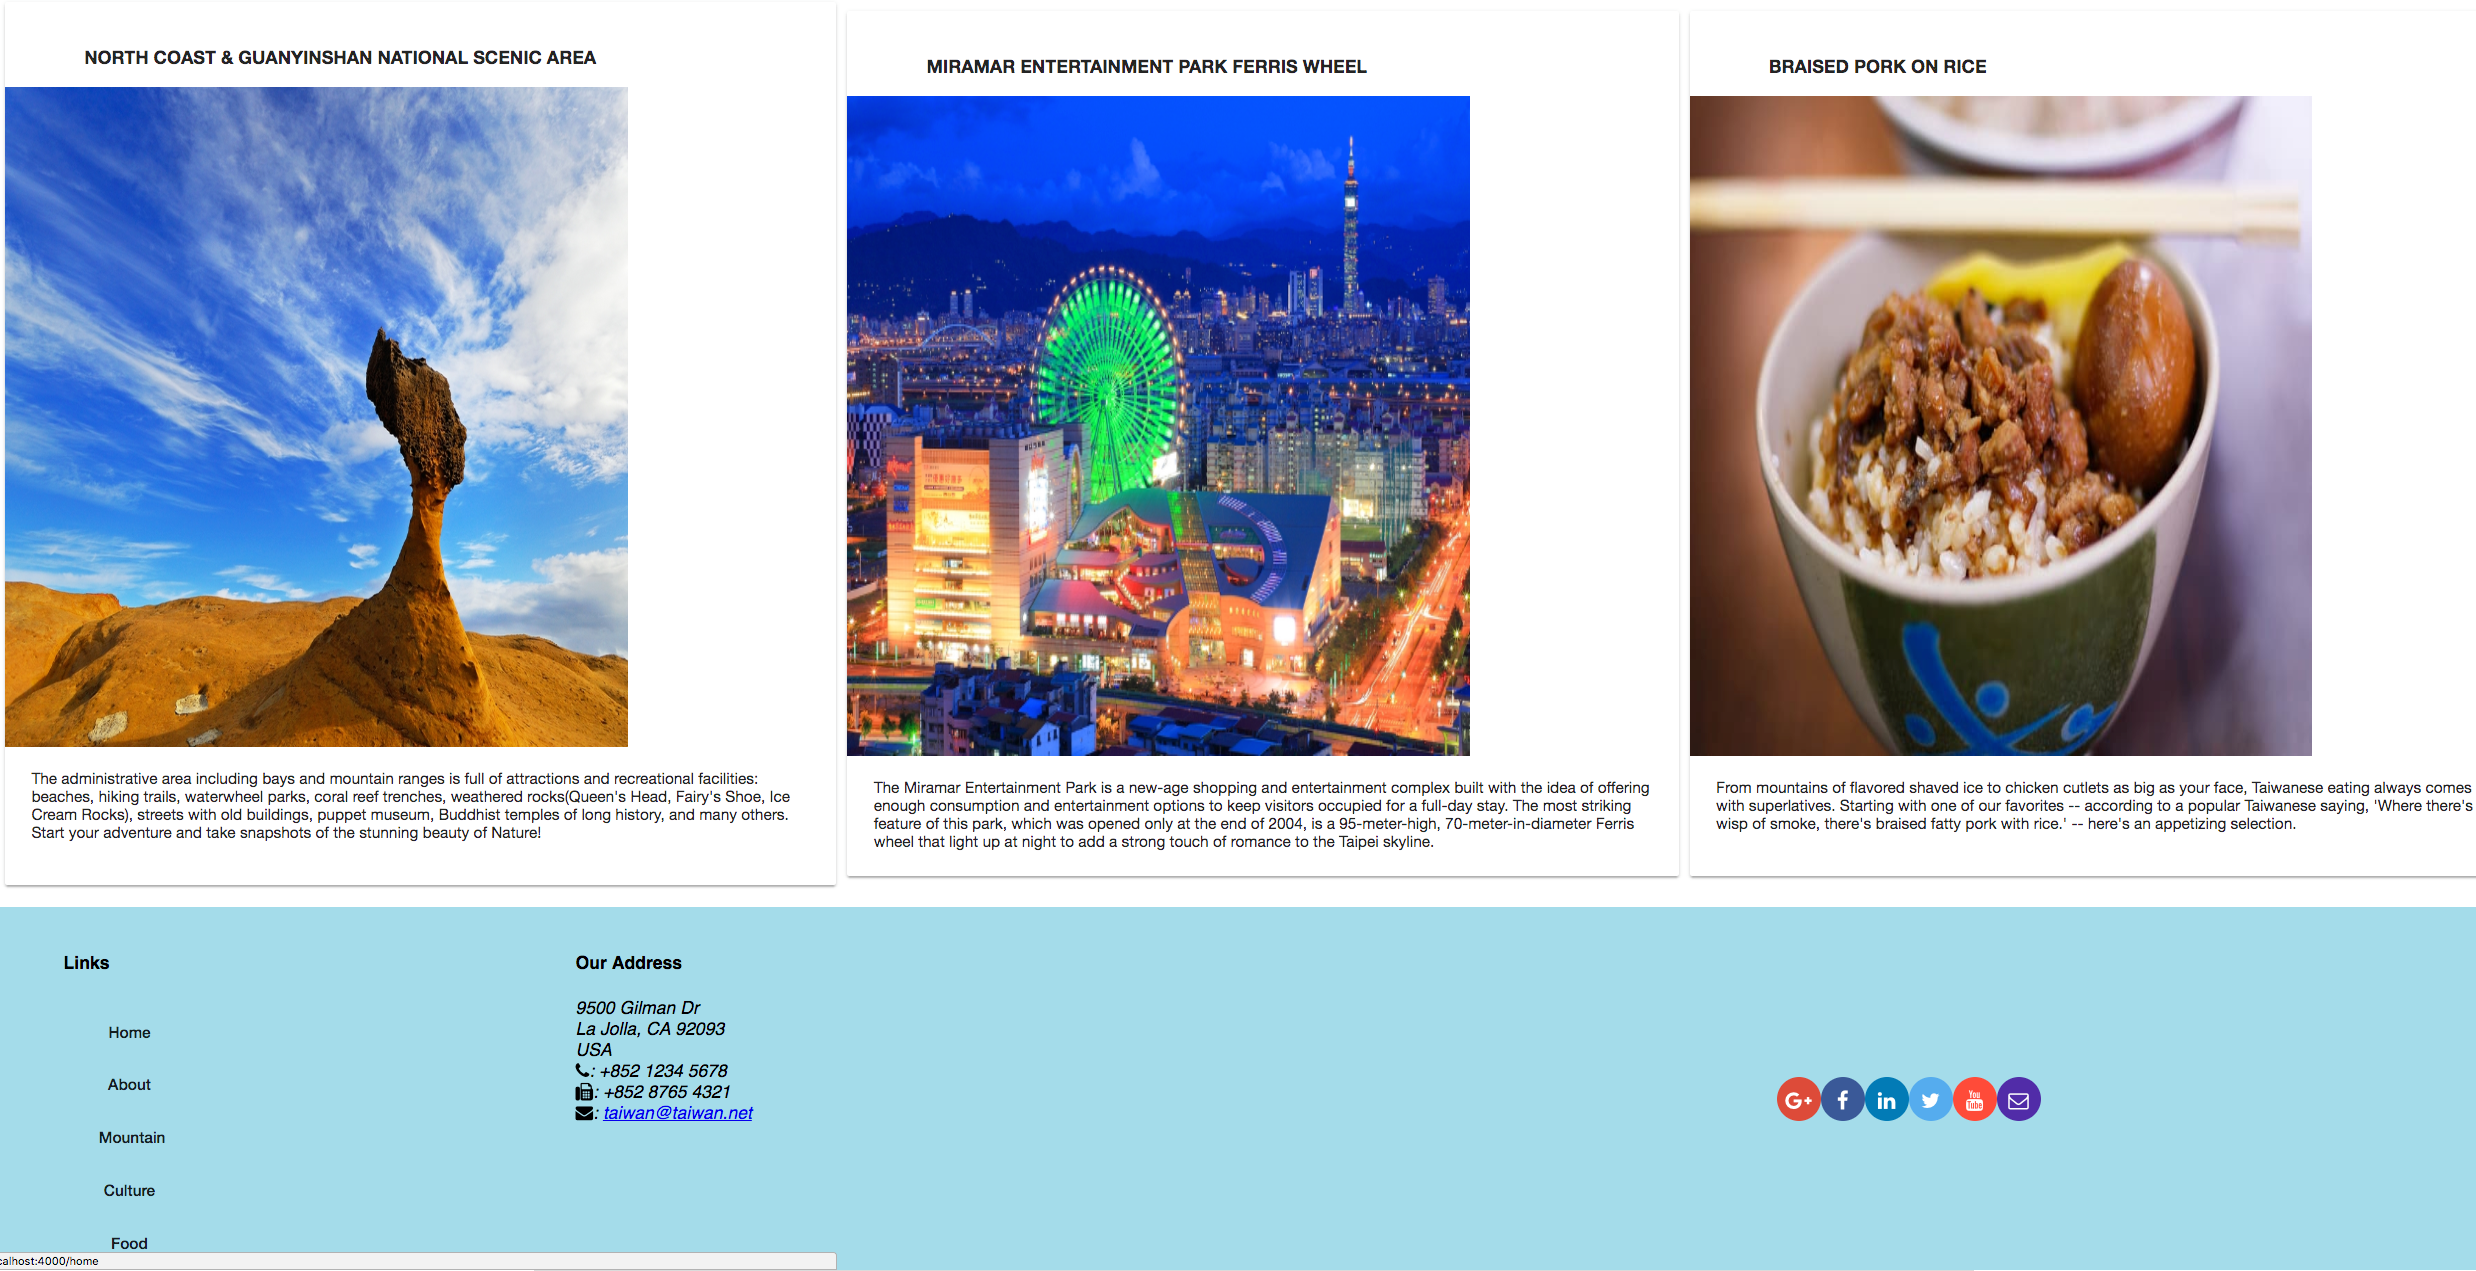 NORTH COAST & GUANYINSHAN NATIONAL SCENIC AREA
The administrative area including bays and mountain ranges is full of attractions and recreational facilities:
beaches, hiking trails, waterwheel parks, coral reef trenches, weathered rocks(Queen's Head, Fairy's Shoe, Ice
Cream Rocks), streets with old buildings, puppet museum, Buddhist temples of long history, and many others.
Start your adventure and take snapshots of the stunning beauty of Nature!
MIRAMAR ENTERTAINMENT PARK FERRIS WHEEL
The Miramar Entertainment Park is a new-age shopping and entertainment complex built with the idea of offering
enough consumption and entertainment options to keep visitors occupied for a full-day stay. The most striking
feature of this park, which was opened only at the end of 2004, is a 95-meter-high, 70-meter-in-diameter Ferris
wheel that light up at night to add a strong touch of romance to the Taipei skyline.
BRAISED PORK ON RICE
From mountains of flavored shaved ice to chicken cutlets as big as your face, Taiwanese eating always comes
with superlatives. Starting with one of our favorites -- according to a popular Taiwanese saying, 'Where there's
wisp of smoke, there's braised fatty pork with rice.' -- here's an appetizing selection.
Links
Home
About
Mountain
Culture
Food
Our Address
9500 Gilman Dr
La Jolla, CA 92093
USA
: +852 1234 5678
: +852 8765 4321
: taiwan@taiwan.net
G+
f
in
You
Tube
calhost:4000/home